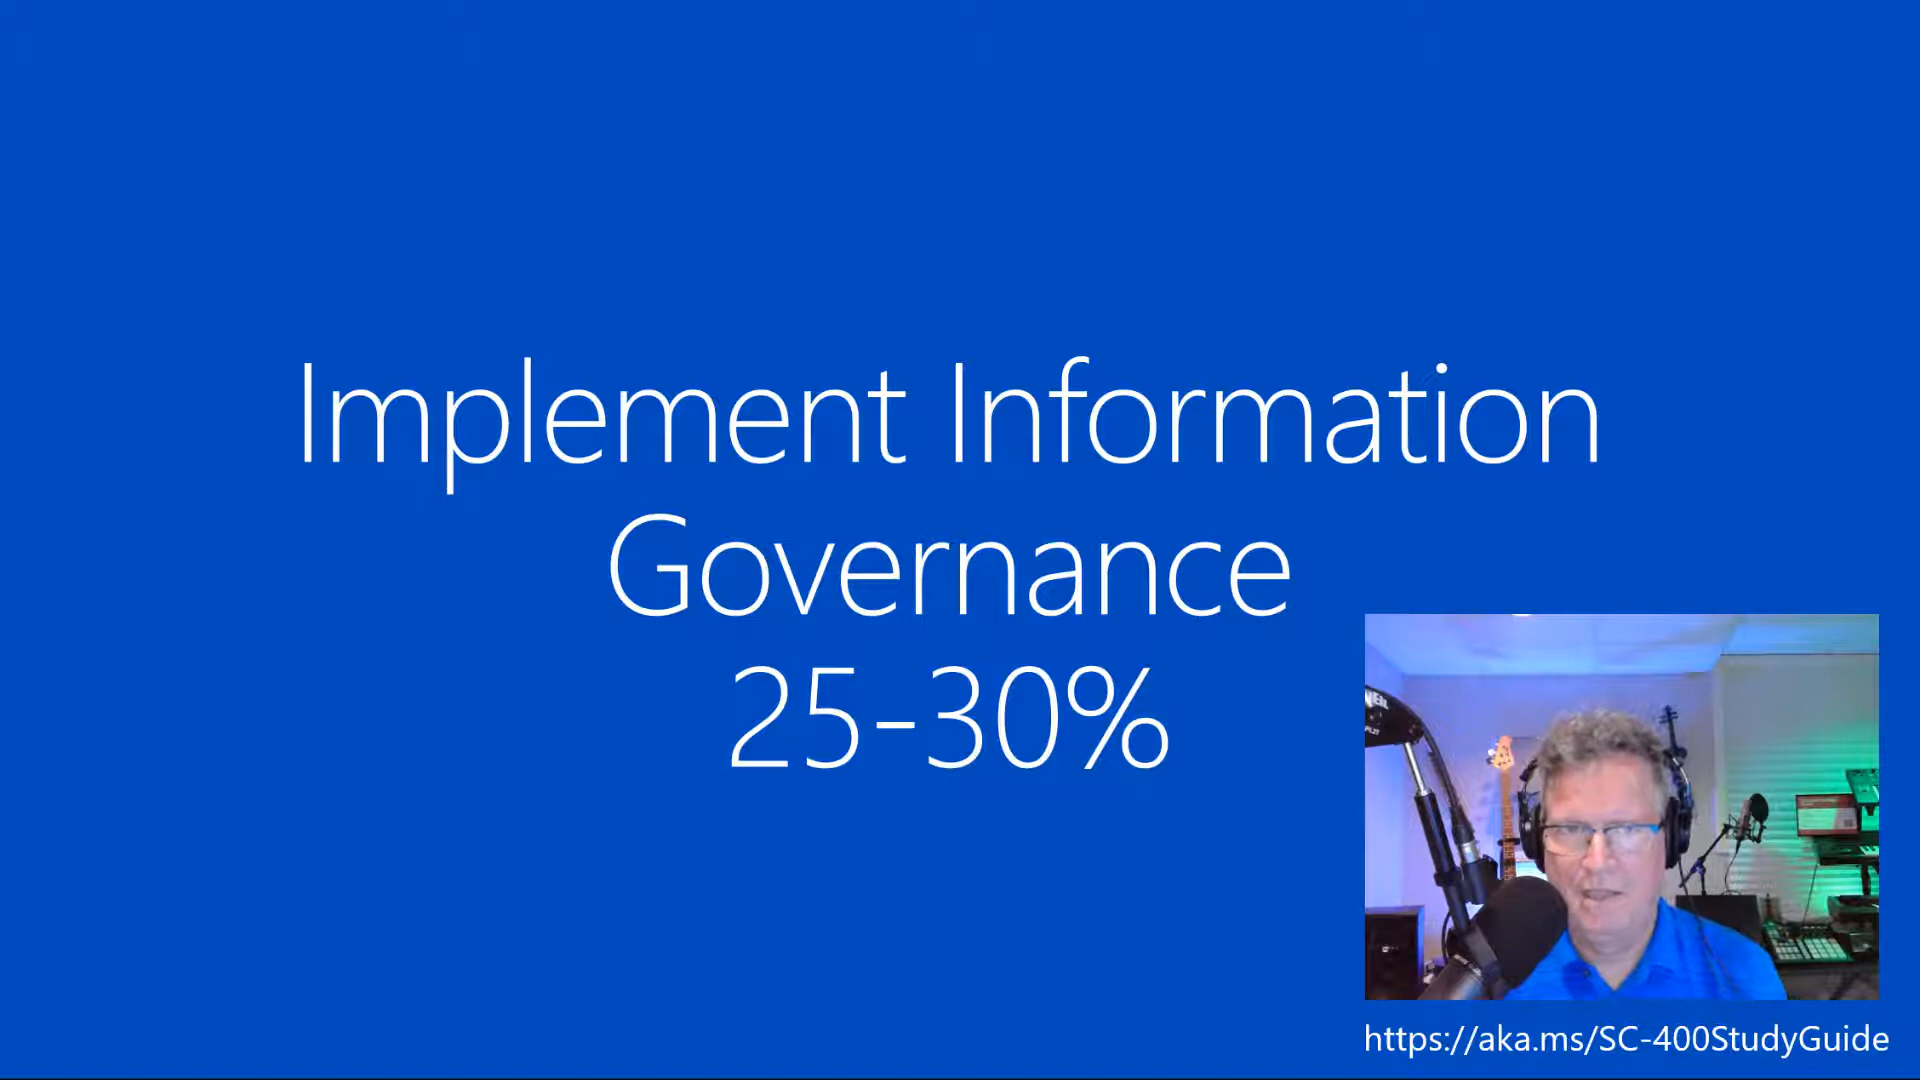 Implement Information
Governance
25-30%
https://aka.ms/SC-400StudyGuide